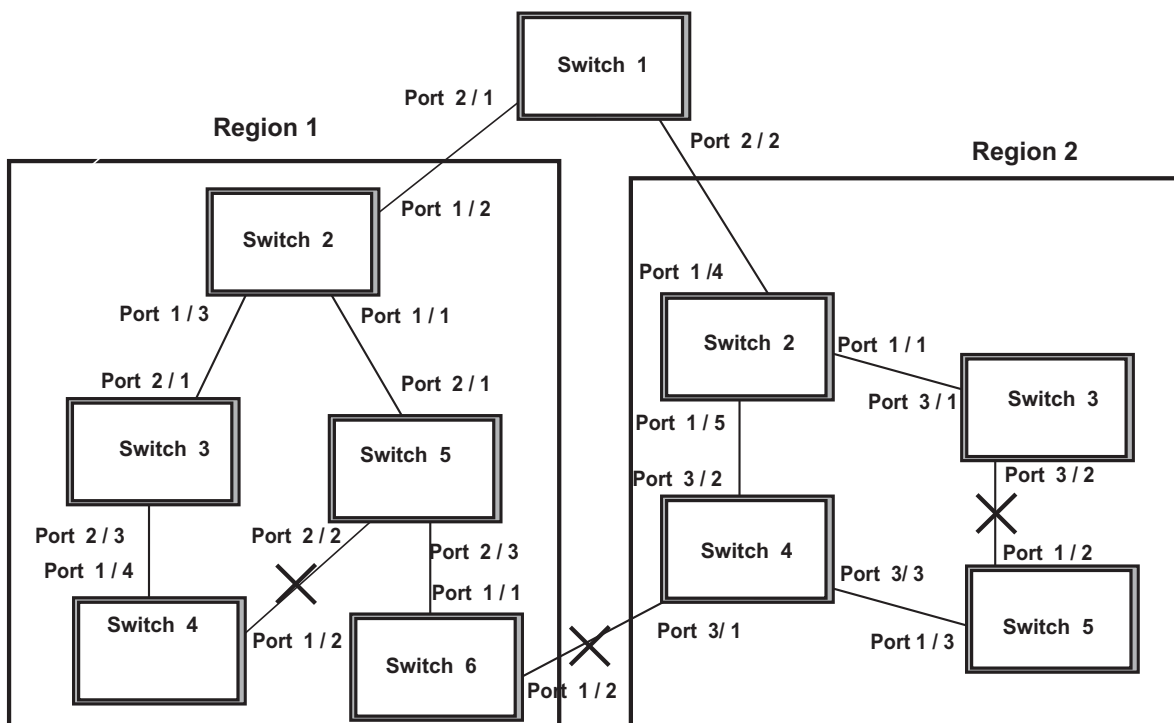 Switch 1
Port 2 / 1
Region 1
Port 2 / 2
Region 2
Port 1 / 2
Switch 2
Port 1 /4
Port 1 / 3
Port 1 / 1
Switch 2
Port 1 / 1
Port 2 / 1
Port 2 / 1
Port 3 / 1
Switch 3
Port 1 / 5
Switch 3
Switch 5
Port 3 / 2
Port 3 / 2
Port 2 / 3
Port 2 / 2
Port 2 / 3
Switch 4
Port 1 / 2
Port 1 / 4
Port 3/ 3
Port 1 / 1
Switch 4
Port 1 / 2
Port 3/ 1
Port 1 / 3
Switch 5
Switch 6
Port 1 / 2